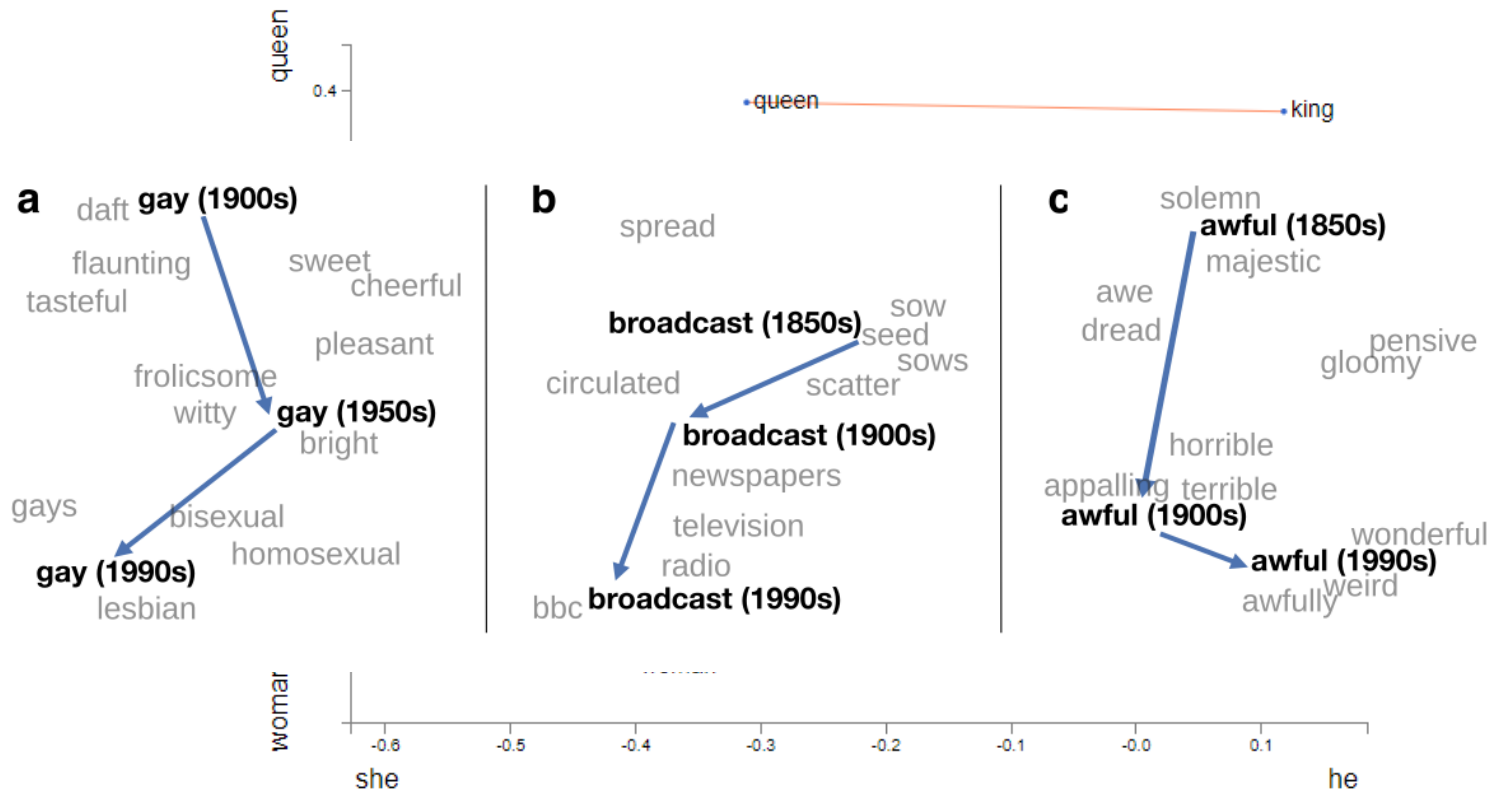 queen
0.4
queen
king
a
daft gay (1900s)
flaunting
sweet
cheerful
tasteful
pleasant
frolicsome
witty
gay (1950s)
bright
gays
bisexual
homosexual
gay (1990s)
lesbian
b
spread
broadcast (1850s)
sow
seed
sows
circulated
scatter
broadcast (1900s)
newspapers
television
radio
bbc broadcast (1990s)
c
solemn
awful (1850s)
majestic
awe
dread
pensive
gloomy
horrible
appalling terrible
awful (1900s)
wonderful
awful (1990s)
weird
awfully
-0.6 -0.5 -0.4 -0.3 -0.2 -0.1 -0.0 0.1
she he